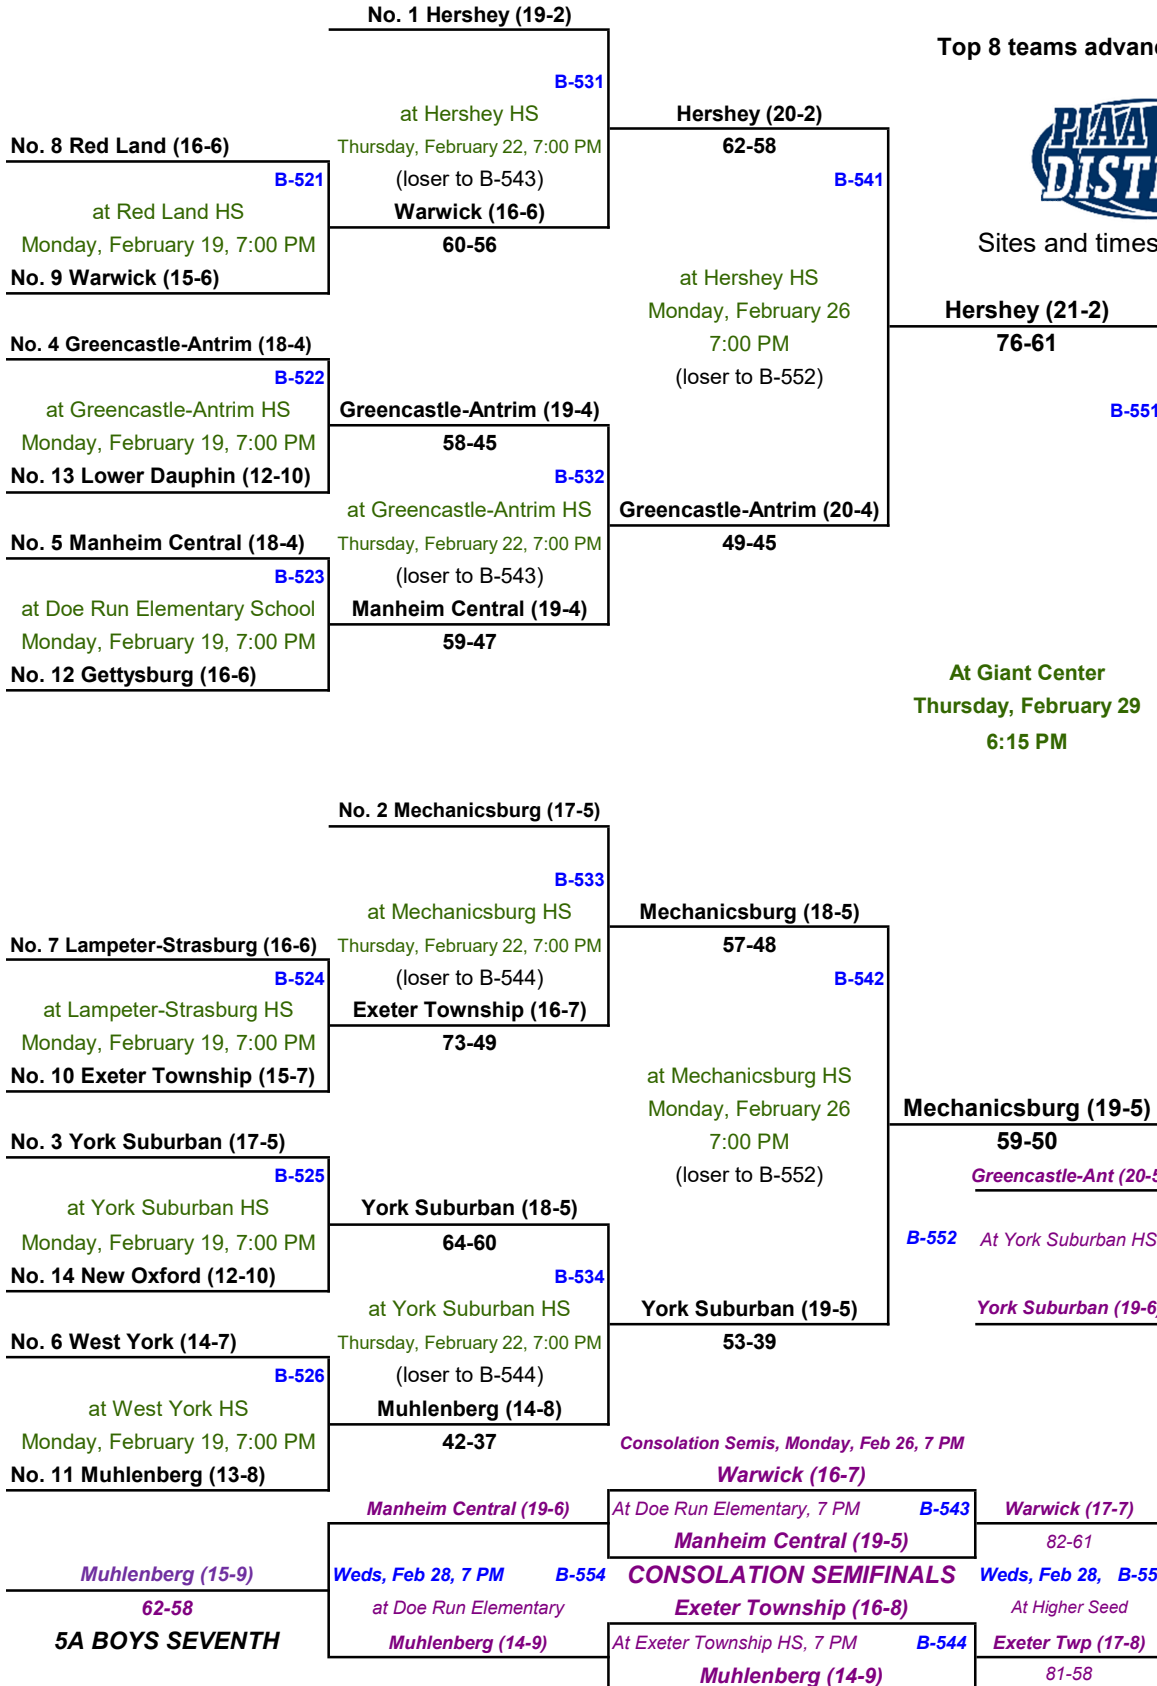 No. 1 Hershey (19-2)
B-531
at Hershey HS
Thursday, February 22, 7:00 PM
(loser to B-543)
Warwick (16-6)
60-56
No. 8 Red Land (16-6)
B-521
at Red Land HS
Monday, February 19, 7:00 PM
No. 9 Warwick (15-6)
Hershey (20-2)
62-58
B-541
at Hershey HS
Monday, February 26
7:00 PM
(loser to B-552)
Top 8 teams advan
PIAA
DIST
Sites and times
Hershey (21-2)
76-61
B-551
No. 4 Greencastle-Antrim (18-4)
B-522
at Greencastle-Antrim HS
Monday, February 19, 7:00 PM
No. 13 Lower Dauphin (12-10)
Greencastle-Antrim (19-4)
58-45
B-532
at Greencastle-Antrim HS
Thursday, February 22, 7:00 PM
(loser to B-543)
Manheim Central (19-4)
59-47
Greencastle-Antrim (20-4)
49-45
No. 5 Manheim Central (18-4)
B-523
at Doe Run Elementary School
Monday, February 19, 7:00 PM
No. 12 Gettysburg (16-6)
At Giant Center
Thursday, February 29
6:15 PM
No. 2 Mechanicsburg (17-5)
B-533
at Mechanicsburg HS
Thursday, February 22, 7:00 PM
(loser to B-544)
Exeter Township (16-7)
73-49
No. 7 Lampeter-Strasburg (16-6)
B-524
at Lampeter-Strasburg HS
Monday, February 19, 7:00 PM
No. 10 Exeter Township (15-7)
Mechanicsburg (18-5)
57-48
B-542
at Mechanicsburg HS
Monday, February 26
7:00 PM
(loser to B-552)
Mechanicsburg (19-5)
59-50
Greencastle-Ant (20-5
B-552
At York Suburban HS
York Suburban (19-6)
No. 3 York Suburban (17-5)
B-525
at York Suburban HS
Monday, February 19, 7:00 PM
No. 14 New Oxford (12-10)
York Suburban (18-5)
64-60
B-534
at York Suburban HS
Thursday, February 22, 7:00 PM
(loser to B-544)
Muhlenberg (14-8)
42-37
York Suburban (19-5)
53-39
No. 6 West York (14-7)
B-526
at West York HS
Monday, February 19, 7:00 PM
No. 11 Muhlenberg (13-8)
Consolation Semis, Monday, Feb 26, 7 PM
Warwick (16-7)
At Doe Run Elementary, 7 PM
B-543
Manheim Central (19-5)
CONSOLATION SEMIFINALS
Exeter Township (16-8)
At Exeter Township HS, 7 PM
B-544
Muhlenberg (14-9)
Warwick (17-7)
82-61
Weds, Feb 28,
B-55
At Higher Seed
Exeter Twp (17-8)
81-58
Manheim Central (19-6)
Weds, Feb 28, 7 PM
B-554
at Doe Run Elementary
Muhlenberg (14-9)
Muhlenberg (15-9)
62-58
5A BOYS SEVENTH